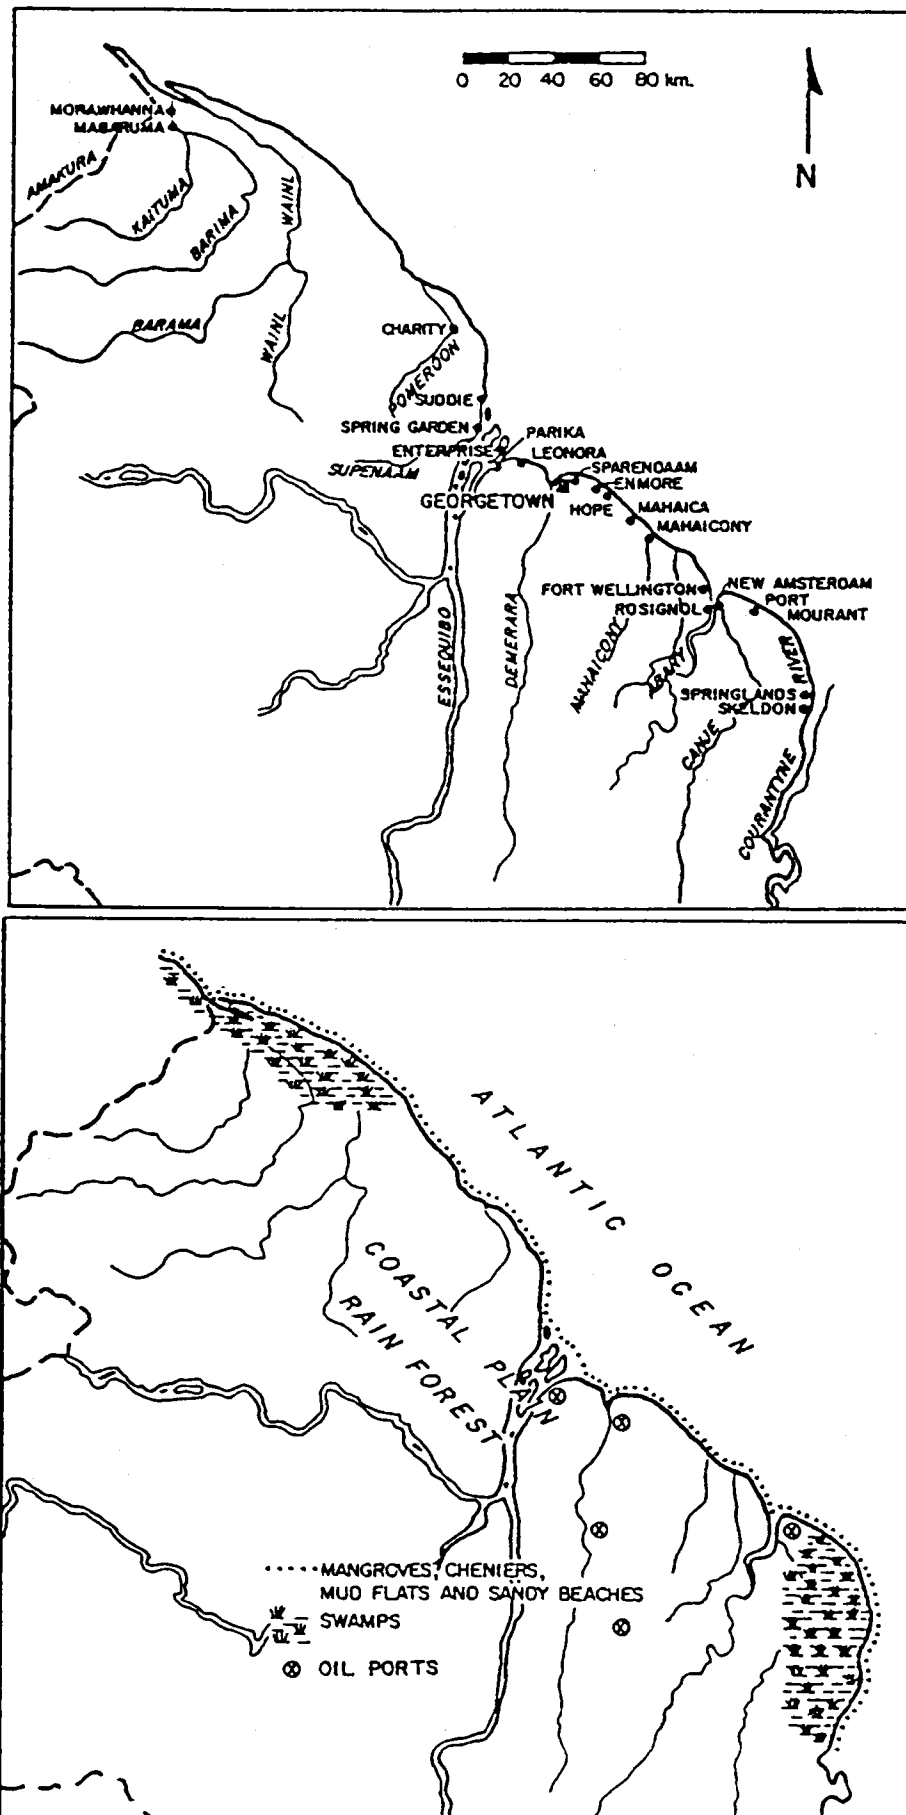 0 20 40 60 80 km.
N
MORAWHANNA
MABARUMA
AMAKURA
KAITUMA
BARIMA
WAINL
BARAMA
WAINL
CHARITY
POMEROON
SUDDIE
SPRING GARDEN
PARIKA
ENTERPRISE
LEONORA
SUPENAAM
SPARENDAAM
ENMORE
GEORGETOWN
HOPE
MAHAICA
MAHAICONY
FORT WELLINGTON
NEW AMSTERDAM
ROSIGNOL
PORT
MOURANT
ESSEQUIBO
DEMERARA
MAHAICONY
ABARY
RIVER
SPRINGLANDS
SKELDON
CANJE
COURANTYNE
ATLANTIC OCEAN
COASTAL PLAIN
RAIN FOREST
MANGROVES, CHENIERS,
MUD FLATS AND SANDY BEACHES
SWAMPS
OIL PORTS